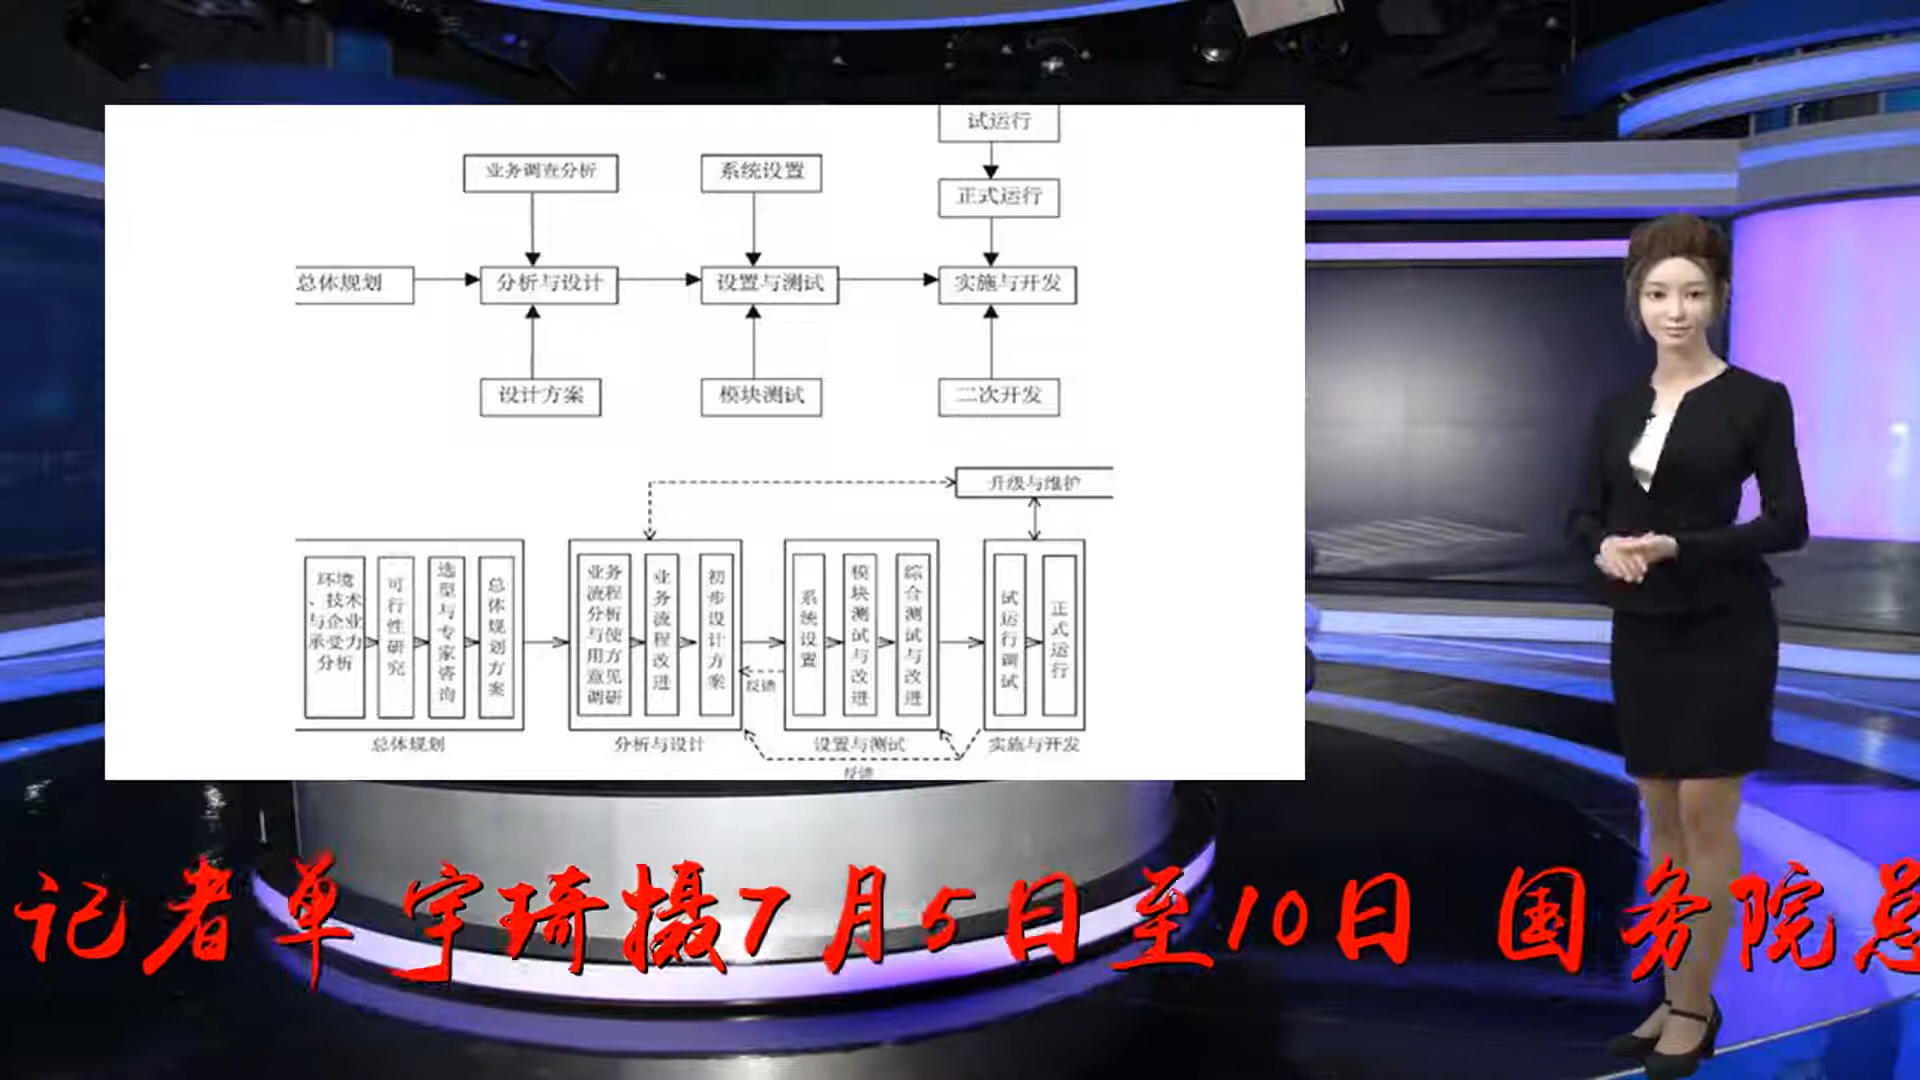 试运行
业务调查分析
系统设置
正式运行
总体规划
分析与设计
设置与测试
实施与开发
设计方案
模块测试
二次开发
升级与维护
环境
、技术
与企业
承受力
分析
可行性研究
选型与专家咨询
总体规划方案
业务
流程
分析
与使
用方
意见
调研
业务流程改进
初步设计方案
系统设置
模块测试与改进
综合测试与改进
试运行调试
正式运行
反馈
总体规划
分析与设计
设置与测试
实施与开发
反馈
记者单宇琦摄7月5日至10日 国务院总